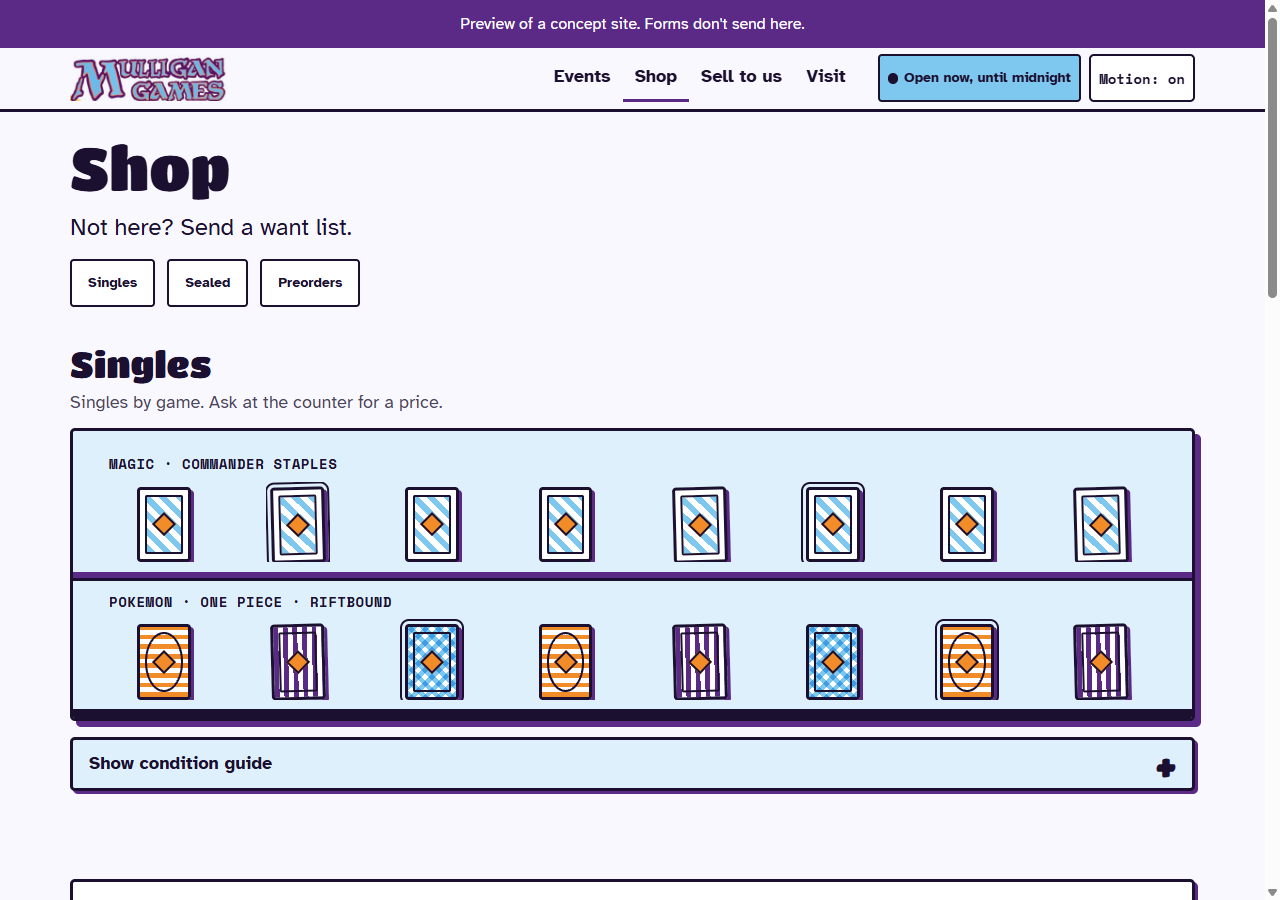 Preview of a concept site. Forms don't send here.
MULLIGAN GAMES
Events
Shop
Sell to us
Visit
Open now, until midnight
Motion: on
Shop
Not here? Send a want list.
Singles
Sealed
Preorders
Singles
Singles by game. Ask at the counter for a price.
MAGIC · COMMANDER STAPLES
POKEMON · ONE PIECE · RIFTBOUND
Show condition guide